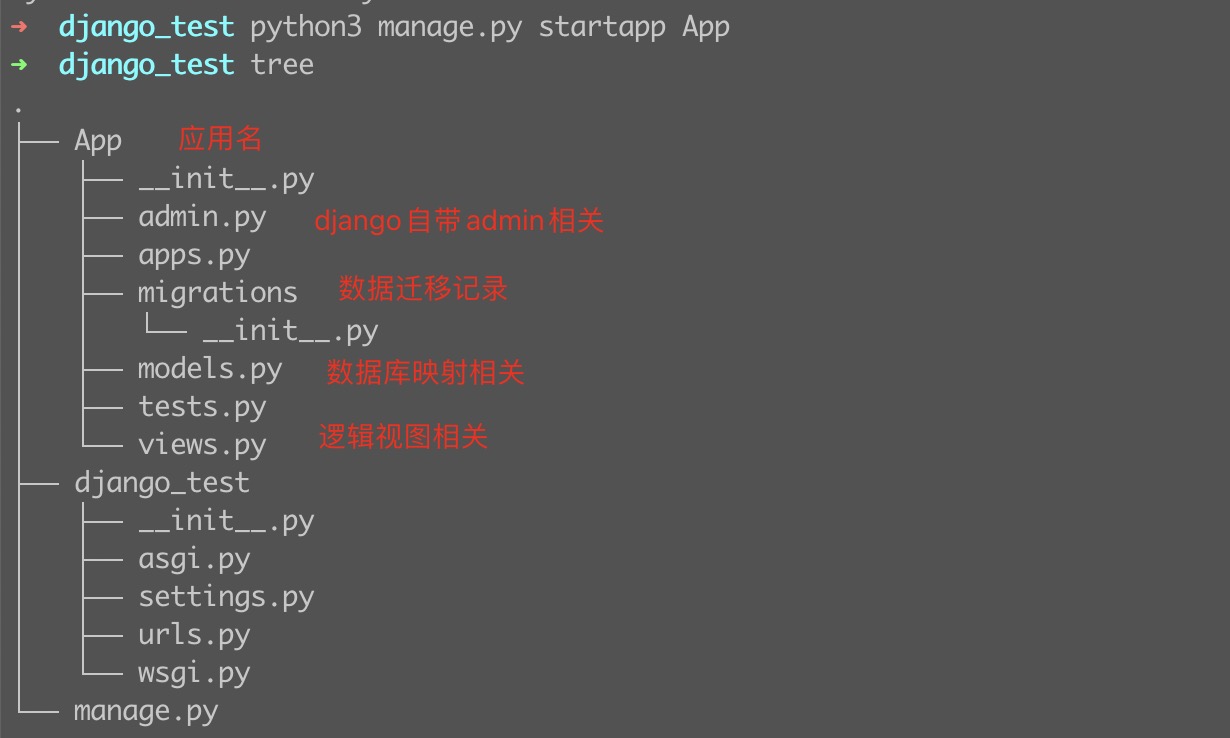 ➜ django_test python3 manage.py startapp App
➜ django_test tree
.
├── App 应用名
│   ├── __init__.py
│   ├── admin.py django自带admin相关
│   ├── apps.py
│   ├── migrations 数据迁移记录
│   │   └── __init__.py
│   ├── models.py 数据库映射相关
│   ├── tests.py
│   └── views.py 逻辑视图相关
├── django_test
│   ├── __init__.py
│   ├── asgi.py
│   ├── settings.py
│   ├── urls.py
│   └── wsgi.py
└── manage.py